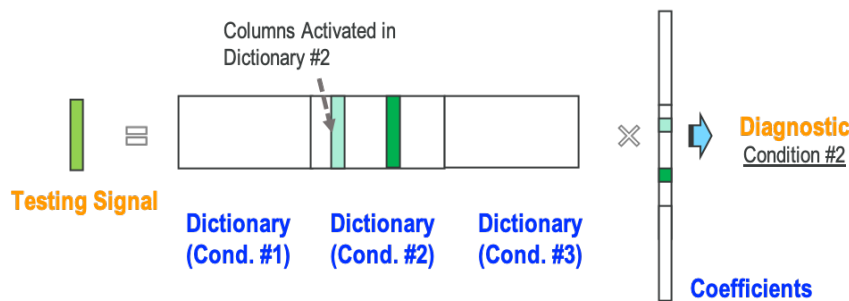 Columns Activated in
Dictionary #2
=
×
Testing Signal
Dictionary
(Cond. #1)
Dictionary
(Cond. #2)
Dictionary
(Cond. #3)
Diagnostic
Condition #2
Coefficients